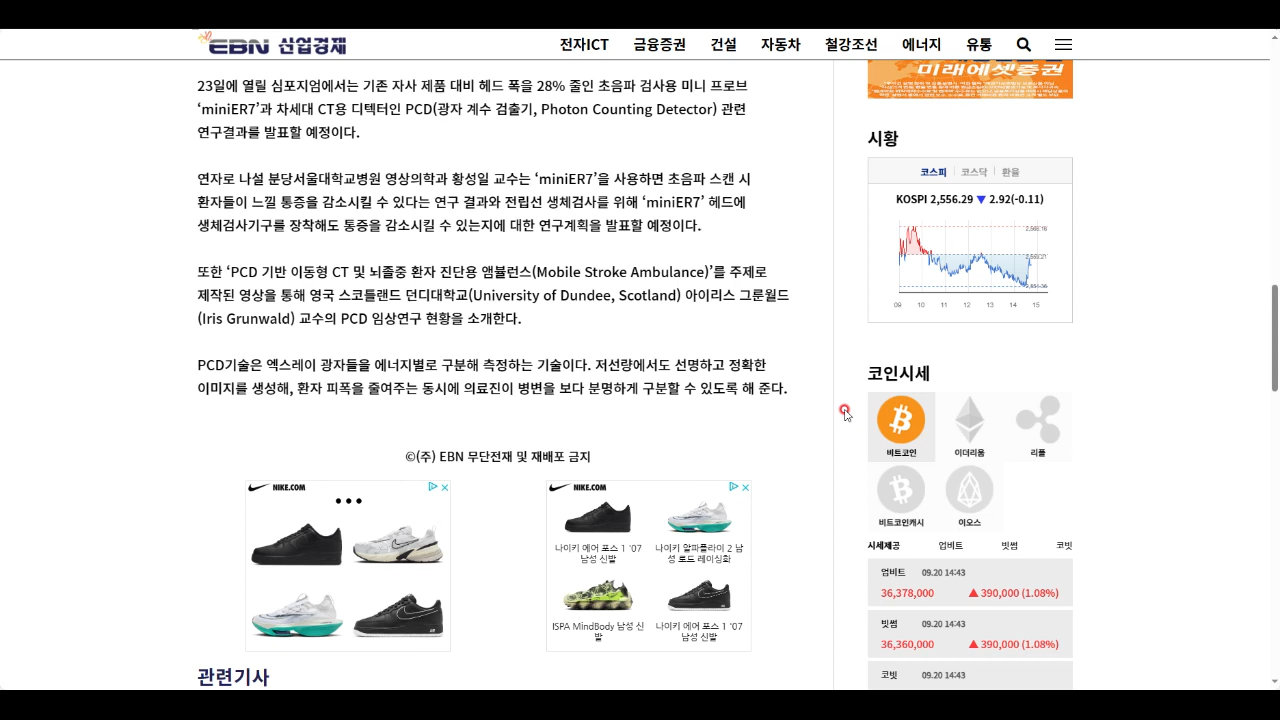 EBN 산업경제
전자ICT 금융증권 건설 자동차 철강조선 에너지 유통
23일에 열릴 심포지엄에서는 기존 자사 제품 대비 헤드 폭을 28% 줄인 초음파 검사용 미니 프로브
‘miniER7’과 차세대 CT용 디텍터인 PCD(광자 계수 검출기, Photon Counting Detector) 관련
연구결과를 발표할 예정이다.
연자로 나설 분당서울대학교병원 영상의학과 황성일 교수는 ‘miniER7’을 사용하면 초음파 스캔 시
환자들이 느낄 통증을 감소시킬 수 있다는 연구 결과와 전립선 생체검사를 위해 ‘miniER7’ 헤드에
생체검사기구를 장착해도 통증을 감소시킬 수 있는지에 대한 연구계획을 발표할 예정이다.
또한 ‘PCD 기반 이동형 CT 및 뇌졸중 환자 진단용 앰뷸런스(Mobile Stroke Ambulance)’를 주제로
제작된 영상을 통해 영국 스코틀랜드 던디대학교(University of Dundee, Scotland) 아이리스 그룬월드
(Iris Grunwald) 교수의 PCD 임상연구 현황을 소개한다.
PCD기술은 엑스레이 광자들을 에너지별로 구분해 측정하는 기술이다. 저선량에서도 선명하고 정확한
이미지를 생성해, 환자 피폭을 줄여주는 동시에 의료진이 병변을 보다 분명하게 구분할 수 있도록 해 준다.
©(주) EBN 무단전재 및 재배포 금지
NIKE.COM
NIKE.COM
나이키 에어 포스 1 '07 남성 신발
나이키 알파플라이 2 남성 로드 레이싱화
ISPA MindBody 남성 신발
나이키 에어 포스 1 '07 남성 신발
관련기사
미래에셋증권
시황
코스피 코스닥 환율
KOSPI 2,556.29 ▼ 2.92(-0.11)
09 10 11 12 13 14 15
코인시세
비트코인 이더리움 리플
비트코인캐시 이오스
시세제공 업비트 빗썸 코빗
업비트 09.20 14:43
36,378,000 ▲ 390,000 (1.08%)
빗썸 09.20 14:43
36,360,000 ▲ 390,000 (1.08%)
코빗 09.20 14:43